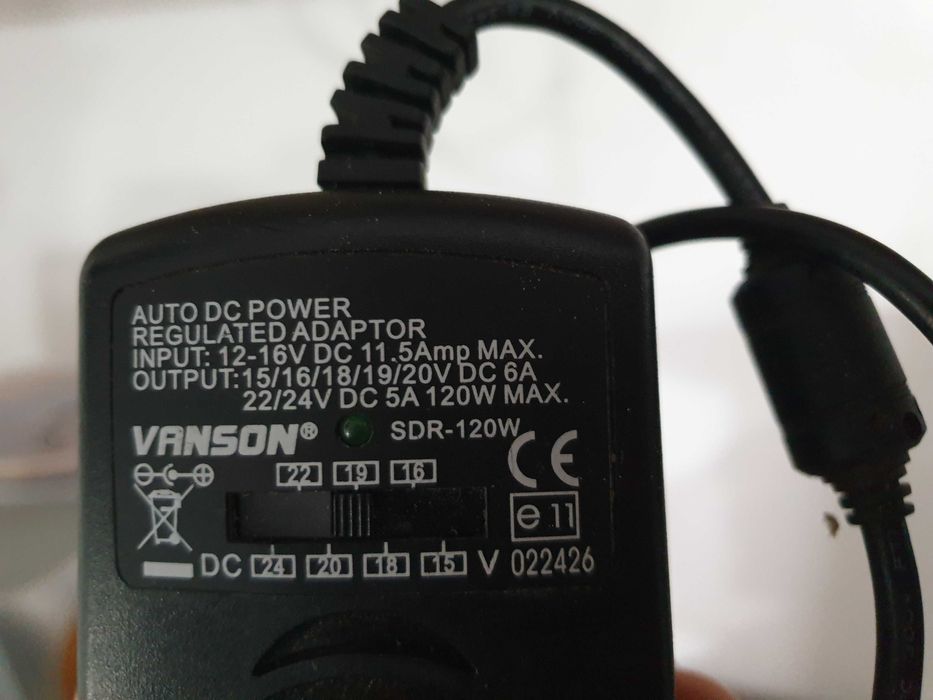 AUTO DC POWER
REGULATED ADAPTOR
INPUT: 12-16V DC 11.5Amp MAX.
OUTPUT:15/16/18/19/20V DC 6A
22/24V DC 5A 120W MAX.
VANSON® SDR-120W
CE
22 19 16
e11
DC 24 20 18 15 V 022426